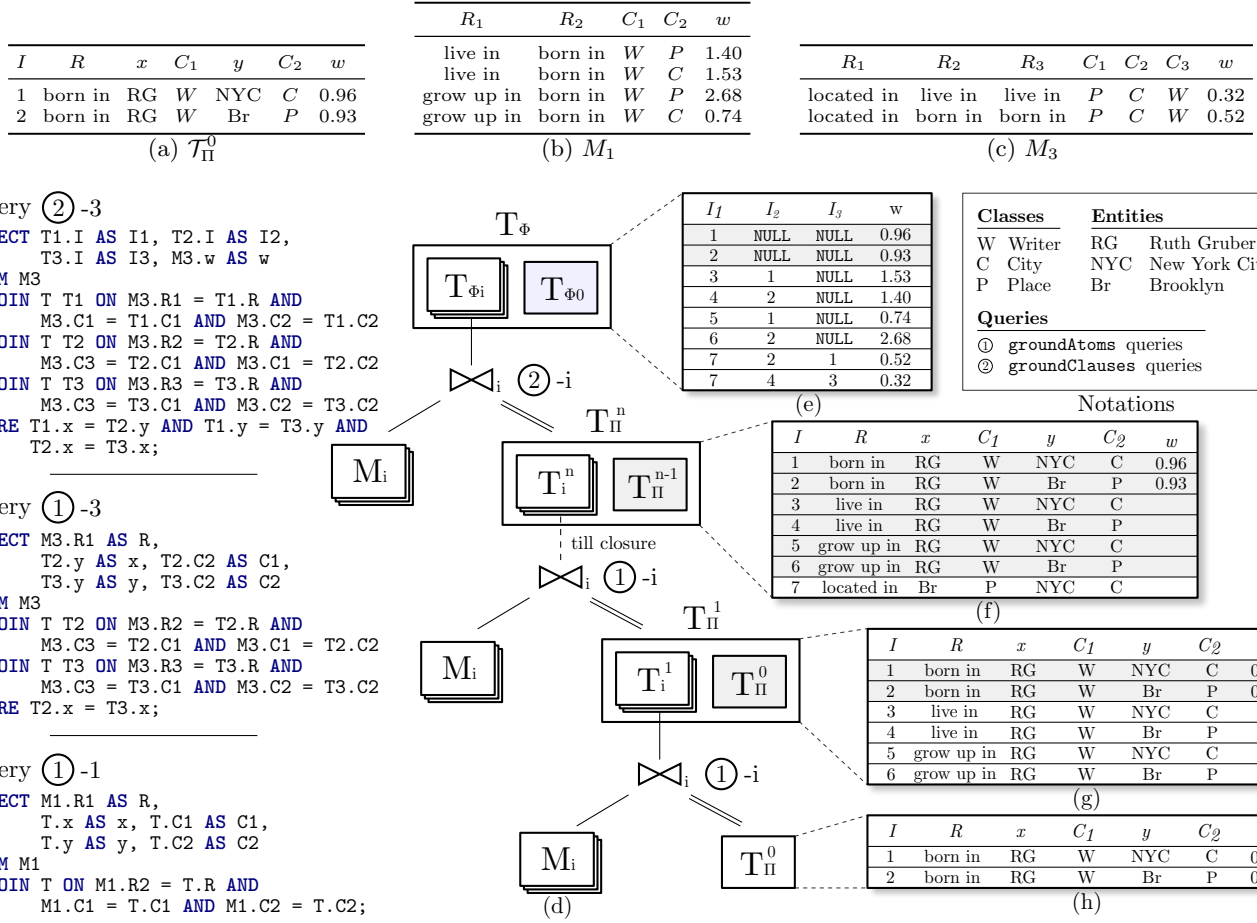 I R x C1 y C2 w
1 born in RG W NYC C 0.96
2 born in RG W Br P 0.93
(a) 𝒯Π^0
R1 R2 C1 C2 w
live in born in W P 1.40
live in born in W C 1.53
grow up in born in W P 2.68
grow up in born in W C 0.74
(b) M1
R1 R2 R3 C1 C2 C3 w
located in live in live in P C W 0.32
located in born in born in P C W 0.52
(c) M3
ery ②-3
ECT T1.I AS I1, T2.I AS I2,
T3.I AS I3, M3.w AS w
M M3
OIN T T1 ON M3.R1 = T1.R AND
M3.C1 = T1.C1 AND M3.C2 = T1.C2
OIN T T2 ON M3.R2 = T2.R AND
M3.C3 = T2.C1 AND M3.C1 = T2.C2
OIN T T3 ON M3.R3 = T3.R AND
M3.C3 = T3.C1 AND M3.C2 = T3.C2
RE T1.x = T2.y AND T1.y = T3.y AND
T2.x = T3.x;
ery ①-3
ECT M3.R1 AS R,
T2.y AS x, T2.C2 AS C1,
T3.y AS y, T3.C2 AS C2
M M3
OIN T T2 ON M3.R2 = T2.R AND
M3.C3 = T2.C1 AND M3.C1 = T2.C2
OIN T T3 ON M3.R3 = T3.R AND
M3.C3 = T3.C1 AND M3.C2 = T3.C2
RE T2.x = T3.x;
ery ①-1
ECT M1.R1 AS R,
T.x AS x, T.C1 AS C1,
T.y AS y, T.C2 AS C2
M M1
OIN T ON M1.R2 = T.R AND
M1.C1 = T.C1 AND M1.C2 = T.C2;
TΦ
TΦi TΦ0
⋈i ②-i
Mi
TΠ^n
Ti^n TΠ^n-1
till closure
⋈i ①-i
Mi
TΠ^1
Ti^1 TΠ^0
⋈i ①-i
Mi
TΠ^0
(d)
I1 I2 I3 w
1 NULL NULL 0.96
2 NULL NULL 0.93
3 1 NULL 1.53
4 2 NULL 1.40
5 1 NULL 0.74
6 2 NULL 2.68
7 2 1 0.52
7 4 3 0.32
(e)
Classes Entities
W Writer RG Ruth Gruber
C City NYC New York Ci
P Place Br Brooklyn
Queries
① groundAtoms queries
② groundClauses queries
Notations
I R x C1 y C2 w
1 born in RG W NYC C 0.96
2 born in RG W Br P 0.93
3 live in RG W NYC C
4 live in RG W Br P
5 grow up in RG W NYC C
6 grow up in RG W Br P
7 located in Br P NYC C
(f)
I R x C1 y C2
1 born in RG W NYC C 0
2 born in RG W Br P 0
3 live in RG W NYC C
4 live in RG W Br P
5 grow up in RG W NYC C
6 grow up in RG W Br P
(g)
I R x C1 y C2
1 born in RG W NYC C 0
2 born in RG W Br P 0
(h)